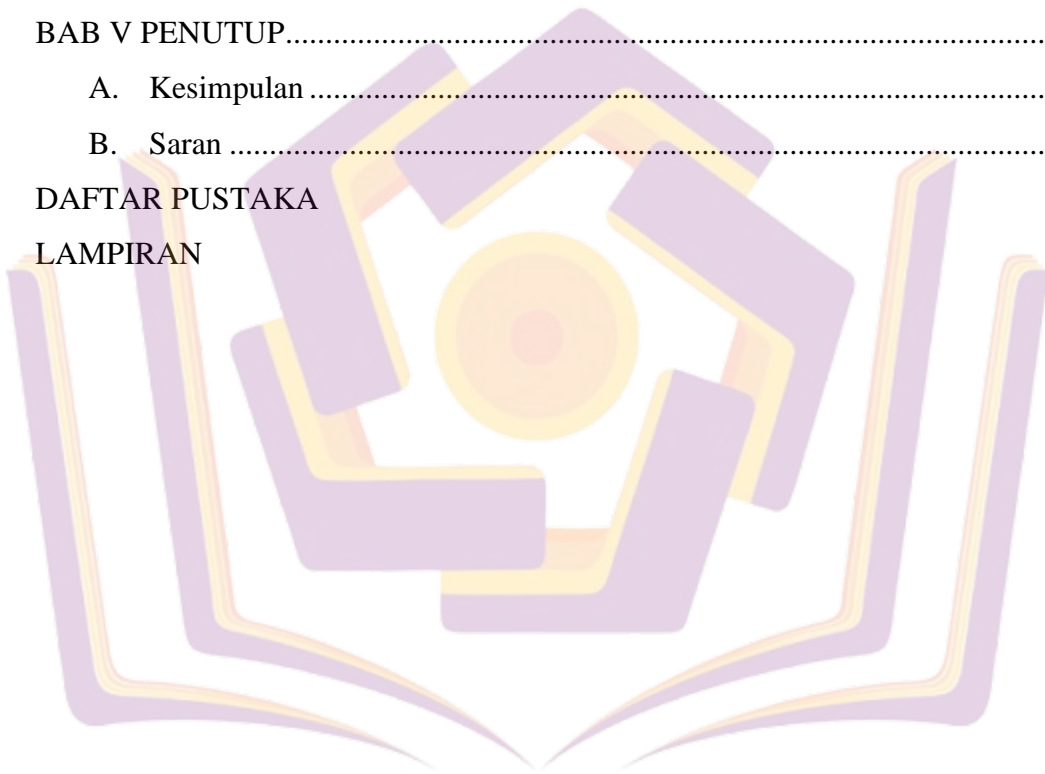 BAB V PENUTUP...............................................................................................
A. Kesimpulan ............................................................................................
B. Saran ......................................................................................................
DAFTAR PUSTAKA
LAMPIRAN